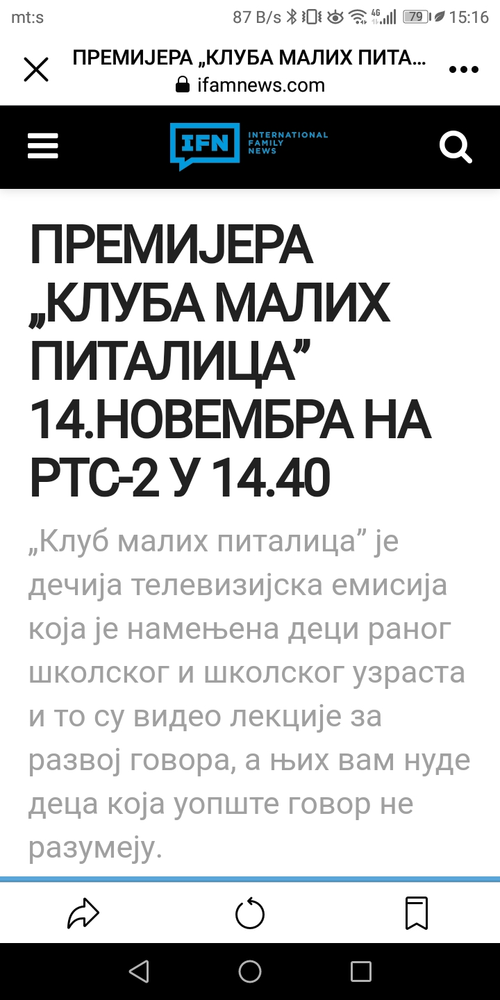 mt:s 87 B/s 4G 79 15:16
ПРЕМИЈЕРА „КЛУБА МАЛИХ ПИТА...
ifamnews.com
IFN INTERNATIONAL
FAMILY
NEWS
ПРЕМИЈЕРА
„КЛУБА МАЛИХ
ПИТАЛИЦА”
14.НОВЕМБРА НА
РТС-2 У 14.40
„Клуб малих питалица” је
дечија телевизијска емисија
која је намењена деци раног
школског и школског узраста
и то су видео лекције за
развој говора, а њих вам нуде
деца која уопште говор не
разумеју.